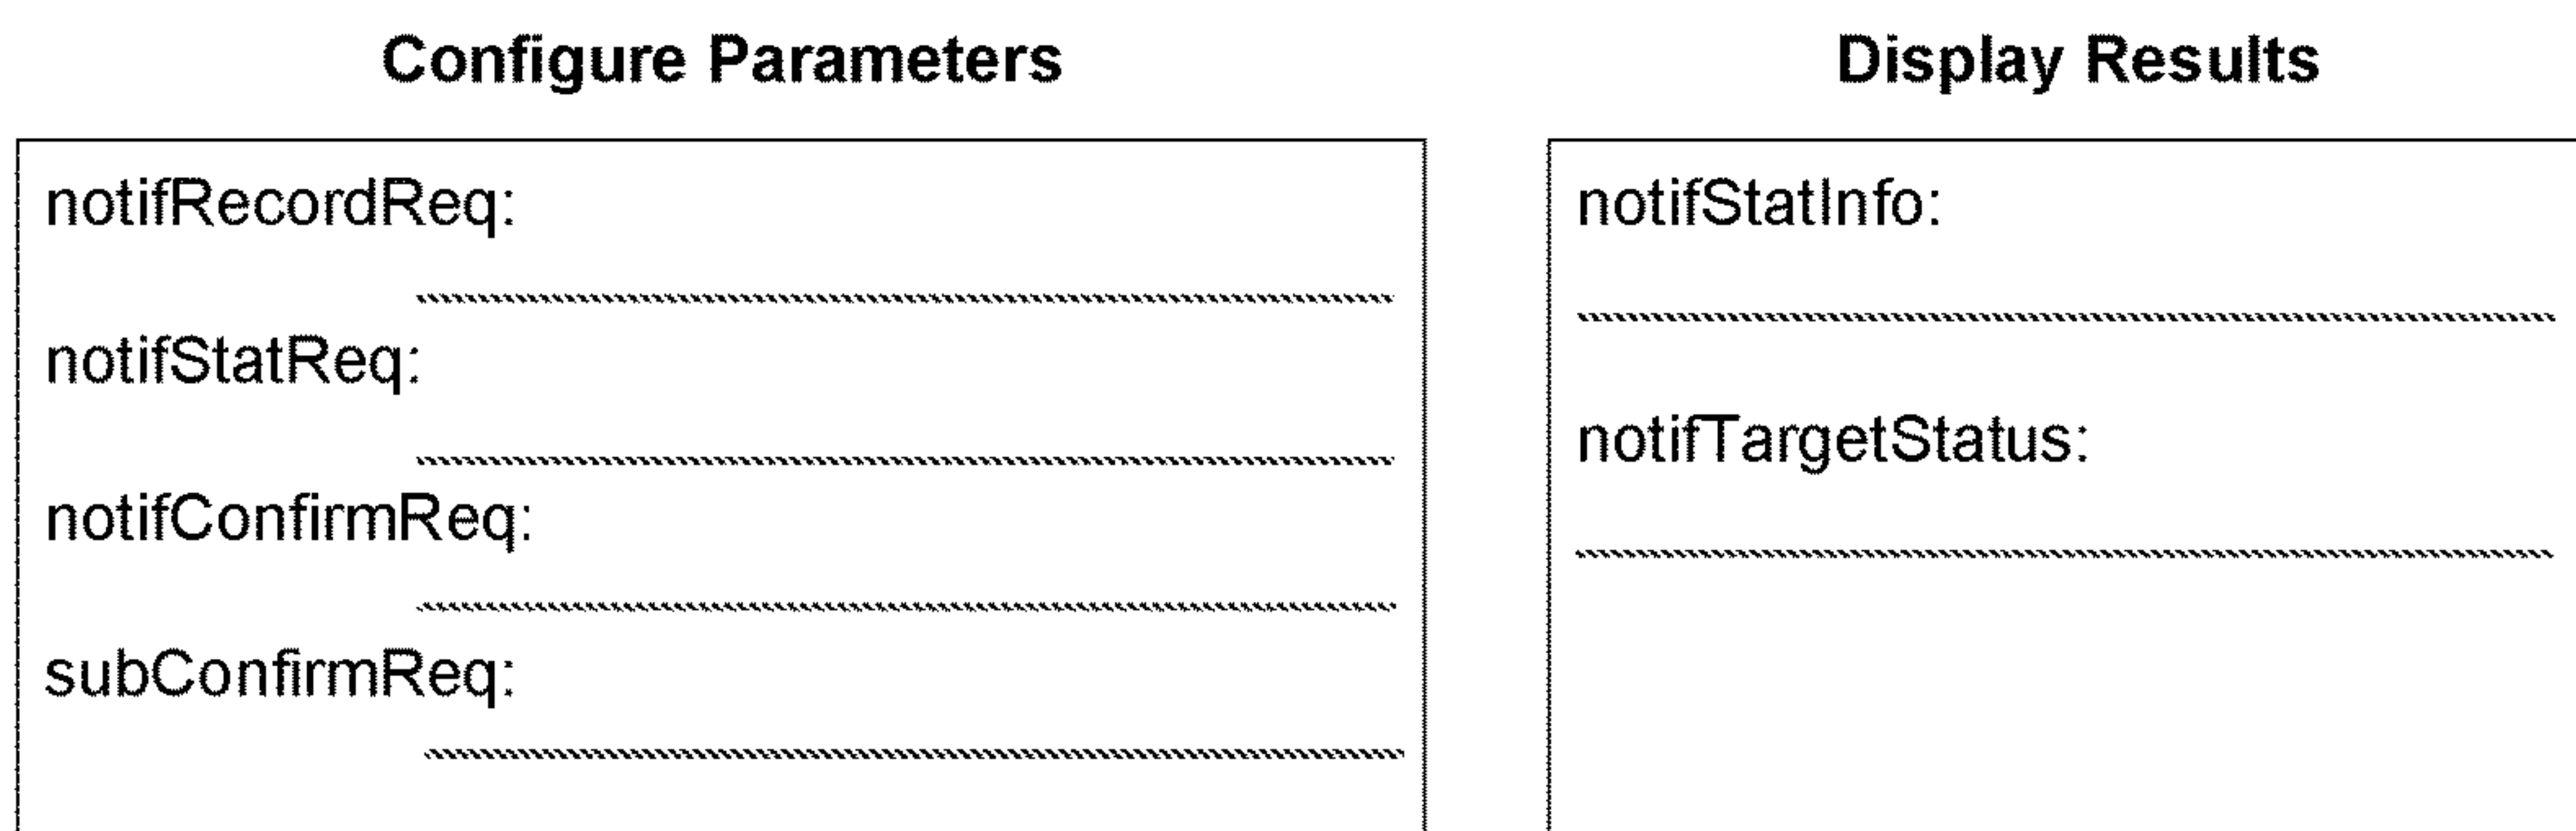 Configure Parameters
notifRecordReq:
notifStatReq:
notifConfirmReq:
subConfirmReq:
Display Results
notifStatInfo:
notifTargetStatus: